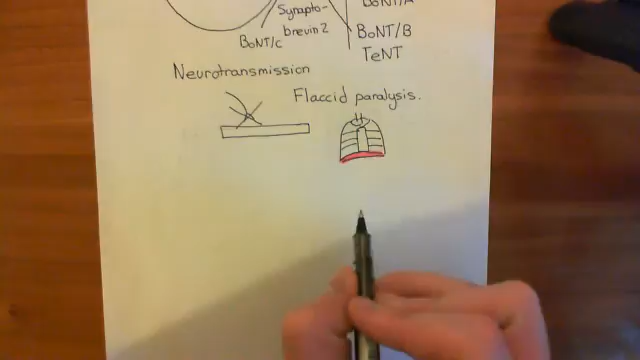 BoNT/A
Synapto-
brevin 2
BoNT/C
BoNT/B
TeNT
Neurotransmission
Flaccid paralysis.